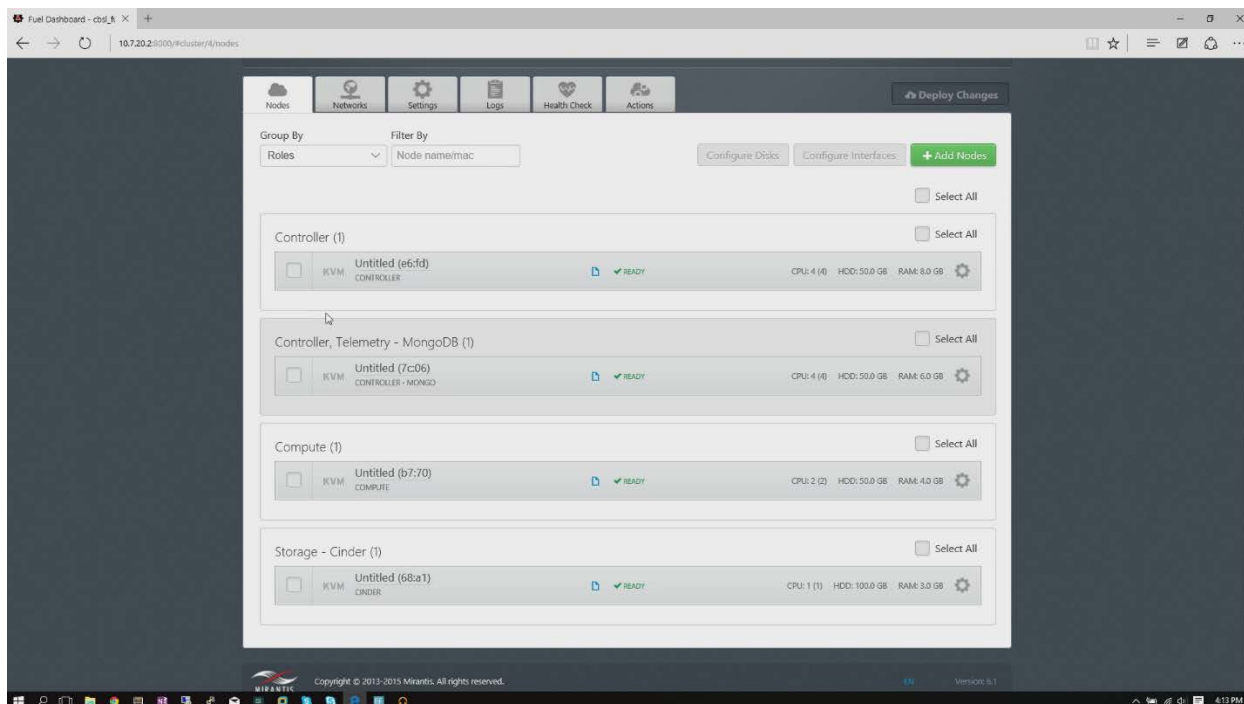 Fuel Dashboard - cbsl_fu
10.7.20.2:8000/#cluster/4/nodes
Nodes
Networks
Settings
Logs
Health Check
Actions
Deploy Changes
Group By
Filter By
Roles
Node name/mac
Configure Disks
Configure Interfaces
+ Add Nodes
Select All
Controller (1)
Select All
KVM
Untitled (e6:fd)
CONTROLLER
READY
CPU: 4 (4) HDD: 50.0 GB RAM: 8.0 GB
Controller, Telemetry - MongoDB (1)
Select All
KVM
Untitled (7c:06)
CONTROLLER • MONGO
READY
CPU: 4 (4) HDD: 50.0 GB RAM: 6.0 GB
Compute (1)
Select All
KVM
Untitled (b7:70)
COMPUTE
READY
CPU: 2 (2) HDD: 50.0 GB RAM: 4.0 GB
Storage - Cinder (1)
Select All
KVM
Untitled (68:a1)
CINDER
READY
CPU: 1 (1) HDD: 100.0 GB RAM: 3.0 GB
MIRANTIS
Copyright © 2013-2015 Mirantis. All rights reserved.
EN
Version: 6.1
4:13 PM